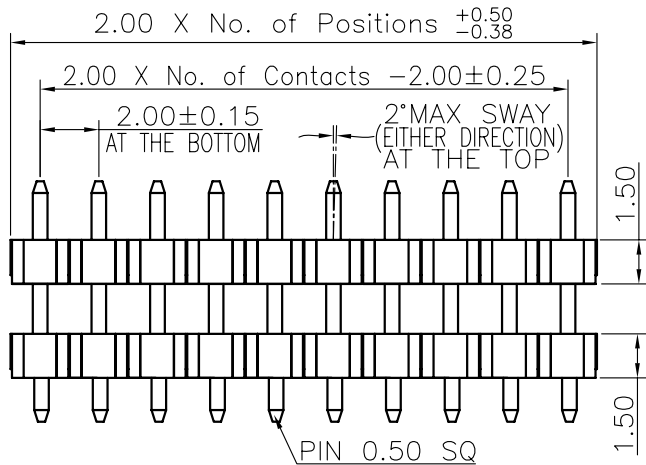 2.00 X No. of Positions +0.50 -0.38
2.00 X No. of Contacts -2.00±0.25
2.00±0.15
AT THE BOTTOM
2°MAX SWAY
(EITHER DIRECTION)
AT THE TOP
1.50
1.50
PIN 0.50 SQ